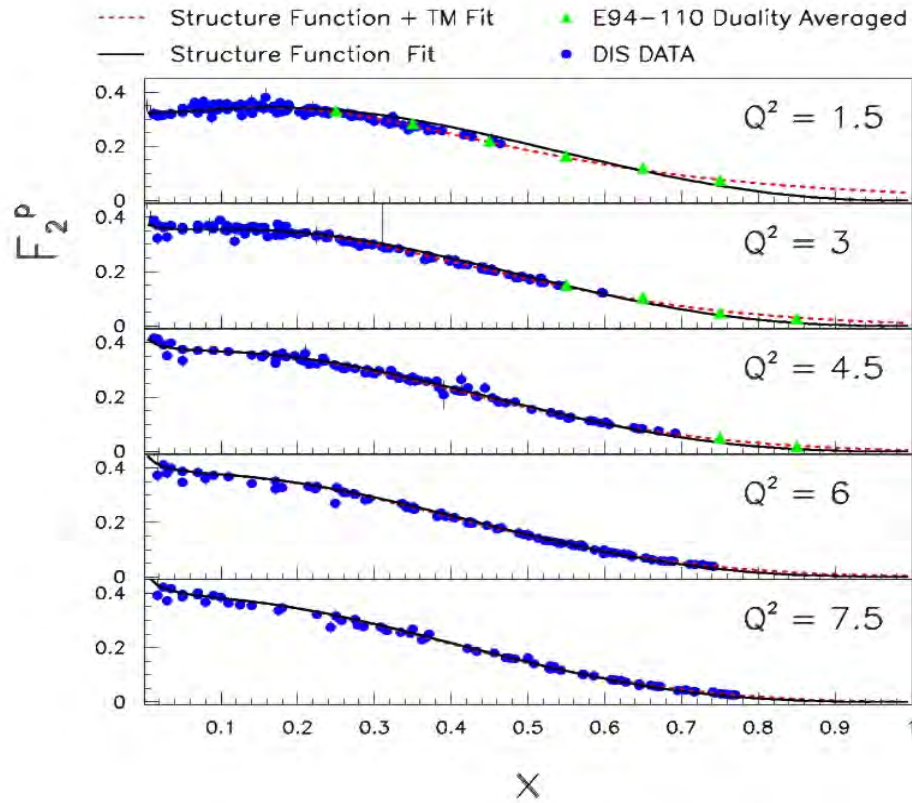 Structure Function + TM Fit
E94-110 Duality Averaged
Structure Function Fit
DIS DATA
0.4
0.2
0
Q² = 1.5
0.4
0.2
0
Q² = 3
0.4
0.2
0
Q² = 4.5
0.4
0.2
0
Q² = 6
0.4
0.2
0
Q² = 7.5
F₂ᵖ
0.1 0.2 0.3 0.4 0.5 0.6 0.7 0.8 0.9 1
X